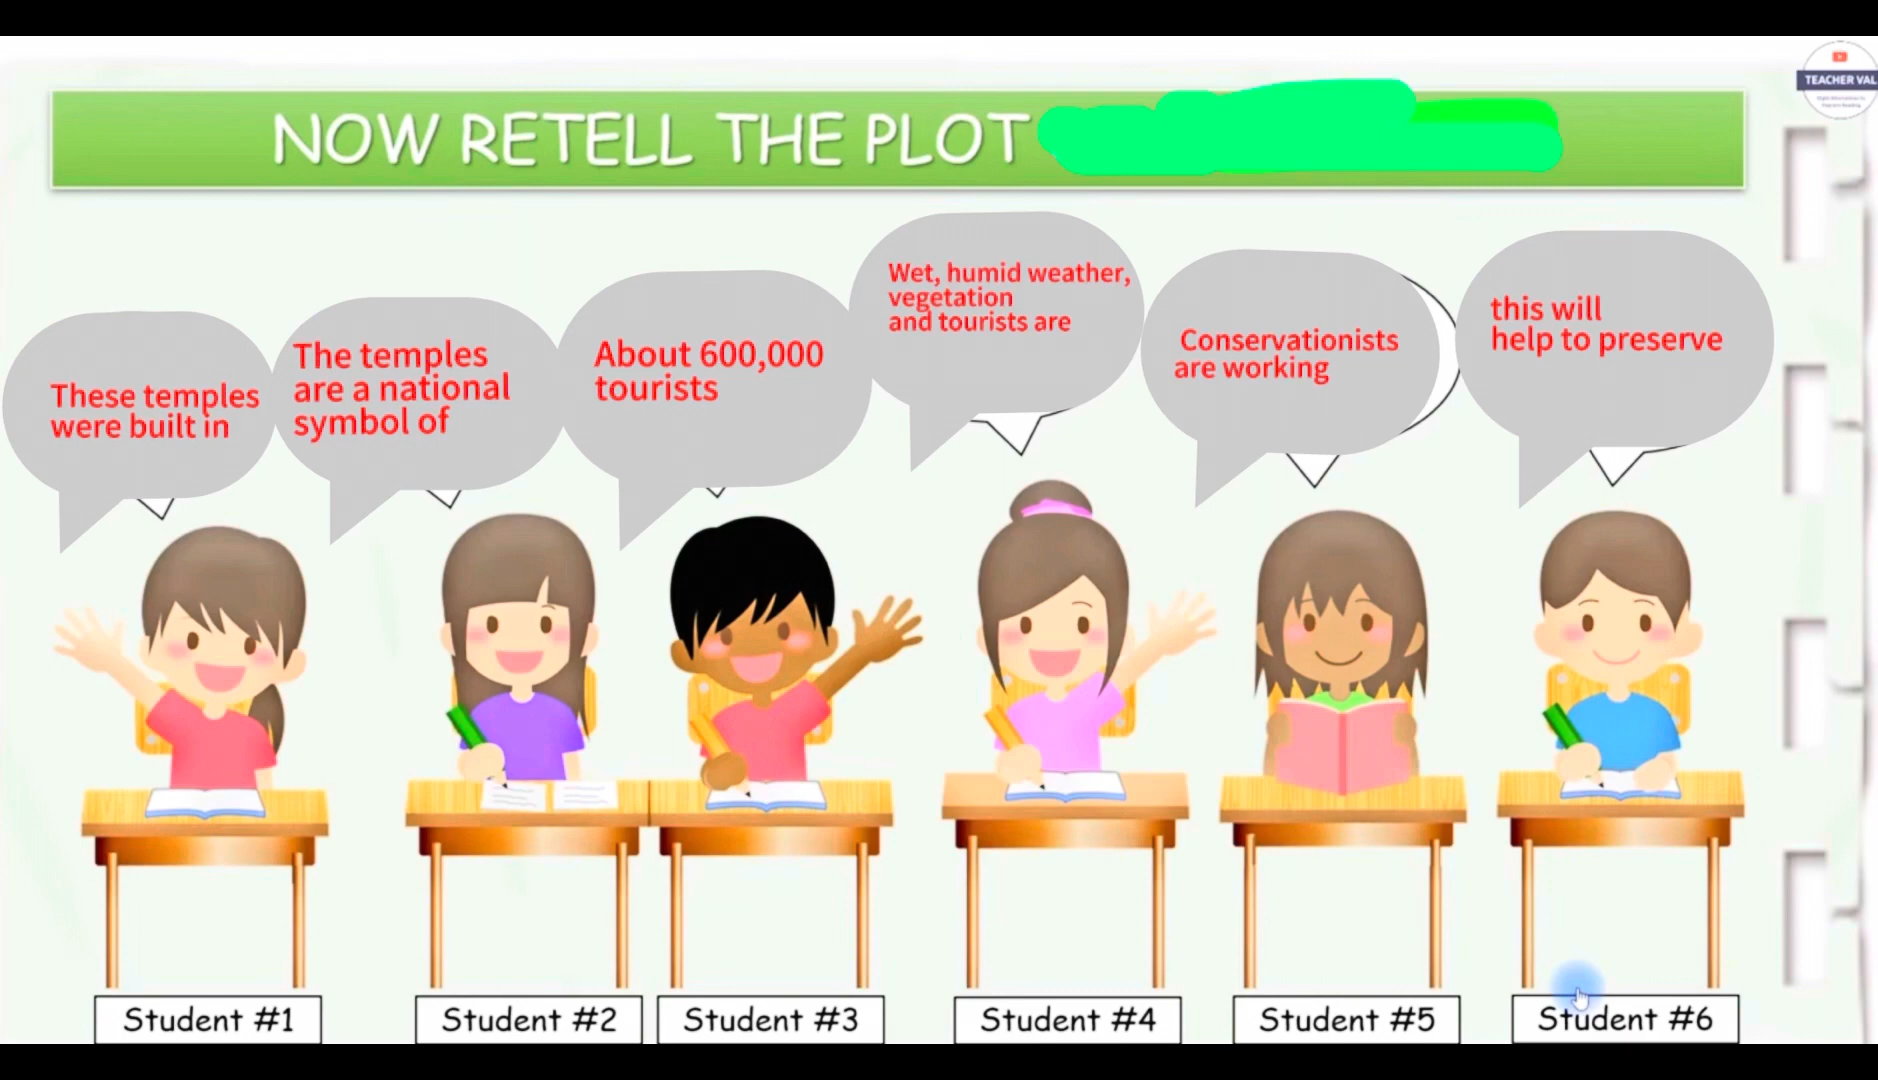 TEACHER VAL
NOW RETELL THE PLOT
These temples
were built in
The temples
are a national
symbol of
About 600,000
tourists
Wet, humid weather,
vegetation
and tourists are
Conservationists
are working
this will
help to preserve
Student #1
Student #2
Student #3
Student #4
Student #5
Student #6